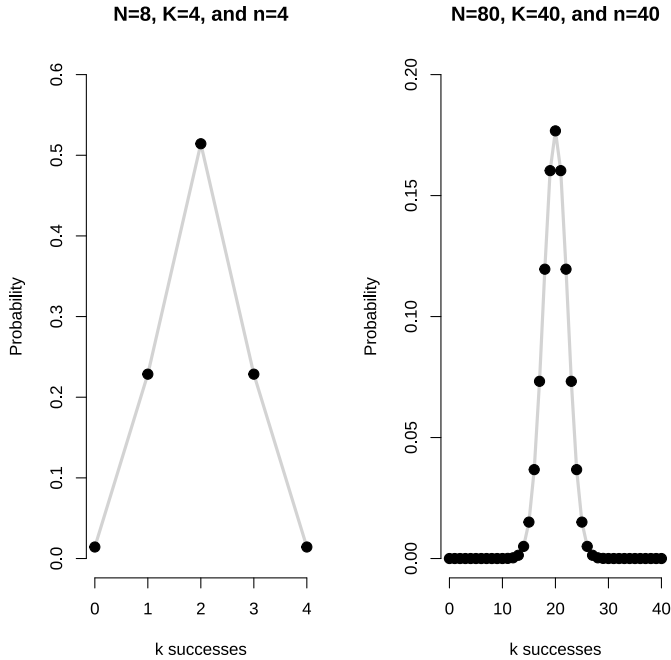 N=8, K=4, and n=4
Probability
0.0 0.1 0.2 0.3 0.4 0.5 0.6
0 1 2 3 4
k successes
N=80, K=40, and n=40
Probability
0.00 0.05 0.10 0.15 0.20
0 10 20 30 40
k successes